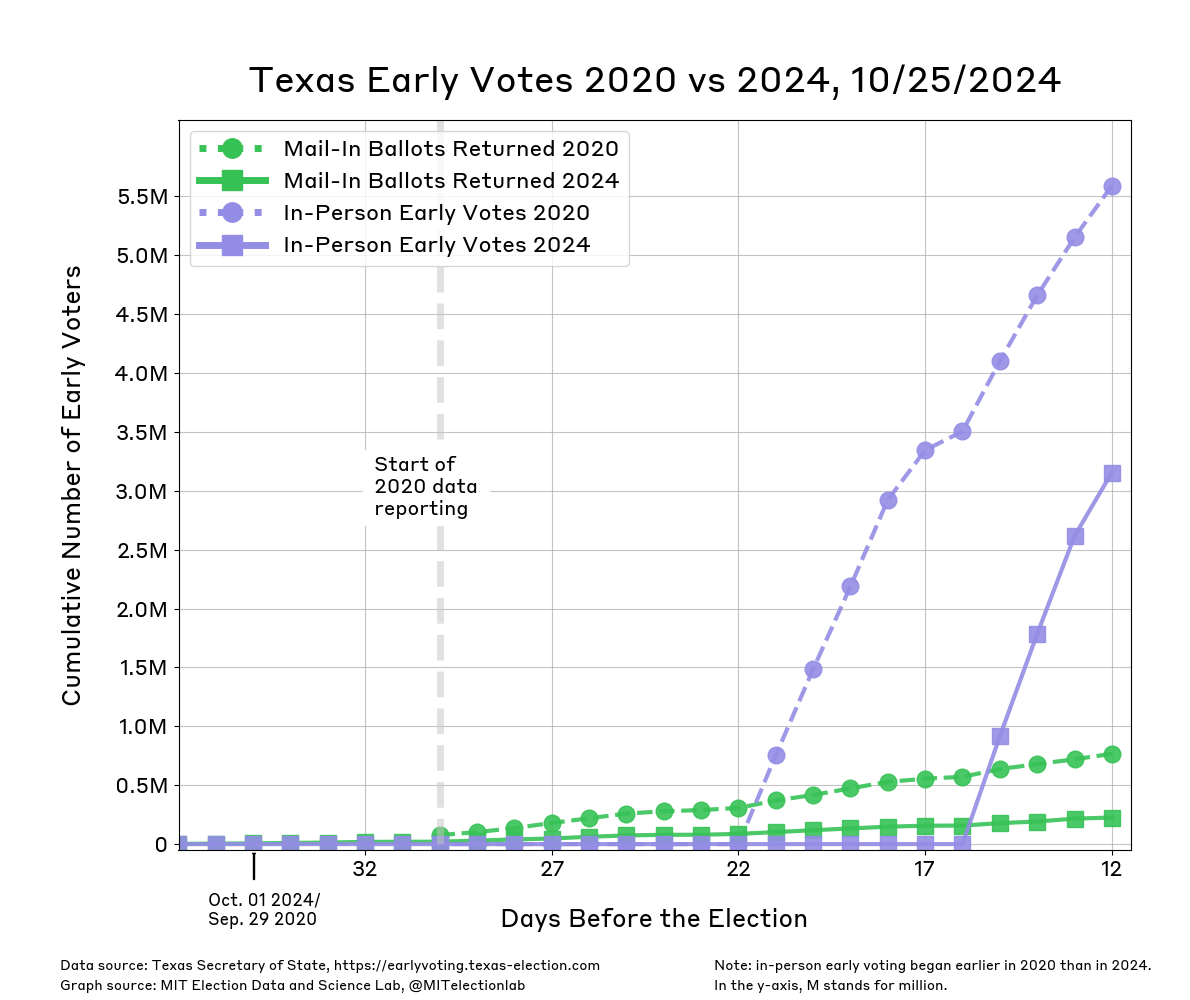 Texas Early Votes 2020 vs 2024, 10/25/2024
Mail-In Ballots Returned 2020
Mail-In Ballots Returned 2024
In-Person Early Votes 2020
In-Person Early Votes 2024
Cumulative Number of Early Voters
5.5M
5.0M
4.5M
4.0M
3.5M
3.0M
2.5M
2.0M
1.5M
1.0M
0.5M
0
Start of
2020 data
reporting
32
27
22
17
12
Oct. 01 2024/
Sep. 29 2020
Days Before the Election
Data source: Texas Secretary of State, https://earlyvoting.texas-election.com
Graph source: MIT Election Data and Science Lab, @MITelectionlab
Note: in-person early voting began earlier in 2020 than in 2024.
In the y-axis, M stands for million.